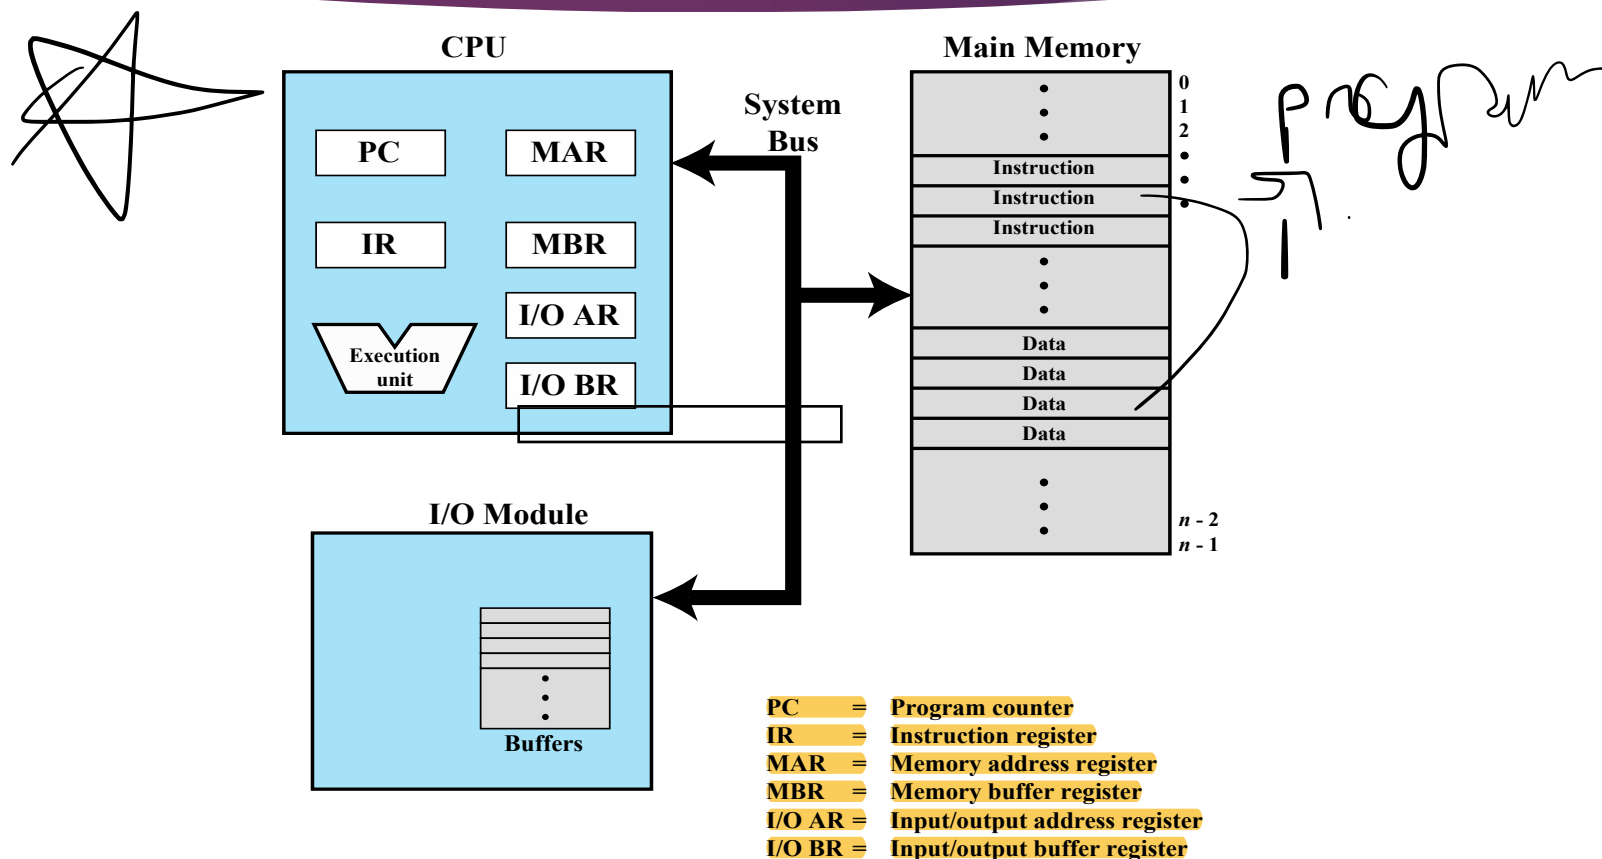 CPU
Main Memory
System
Bus
PC
MAR
IR
MBR
I/O AR
I/O BR
Execution
unit
0
1
2
Instruction
Instruction
Instruction
Data
Data
Data
Data
n - 2
n - 1
program
I/O Module
Buffers
PC = Program counter
IR = Instruction register
MAR = Memory address register
MBR = Memory buffer register
I/O AR = Input/output address register
I/O BR = Input/output buffer register